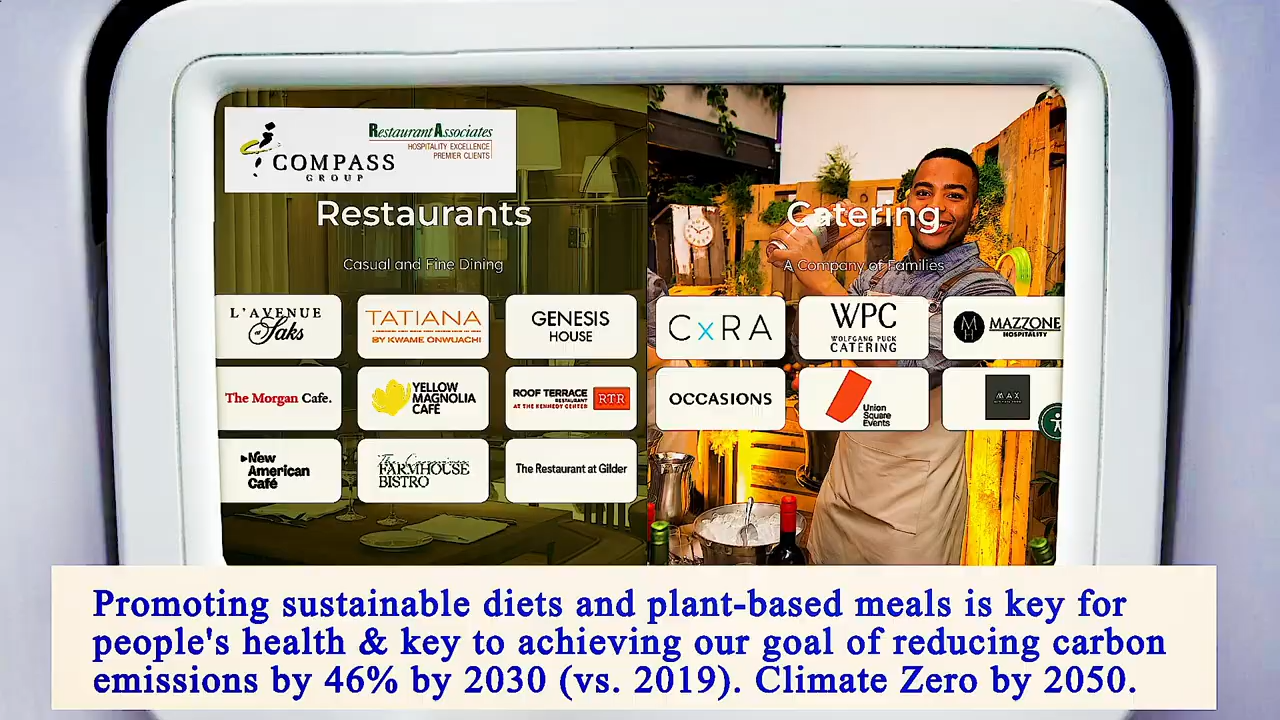 COMPASS
GROUP
RESTAURANT ASSOCIATES
HOSPITALITY EXCELLENCE
PREMIER CLIENTS
Restaurants
Casual and Fine Dining
L'AVENUE
Saks
TATIANA
BY KWAME ONWUACHI
GENESIS
HOUSE
The Morgan Cafe.
YELLOW
MAGNOLIA
CAFÉ
ROOF TERRACE
RESTAURANT
AT THE KENNEDY CENTER
RTR
New
American
Café
FARMHOUSE
BISTRO
The Restaurant at Gilder
Catering
A Company of Families
CxRA
WPC
WOLFGANG PUCK
CATERING
MH
MAZZONE
HOSPITALITY
OCCASIONS
Union
Square
Events
MAX
Promoting sustainable diets and plant-based meals is key for
people's health & key to achieving our goal of reducing carbon
emissions by 46% by 2030 (vs. 2019). Climate Zero by 2050.